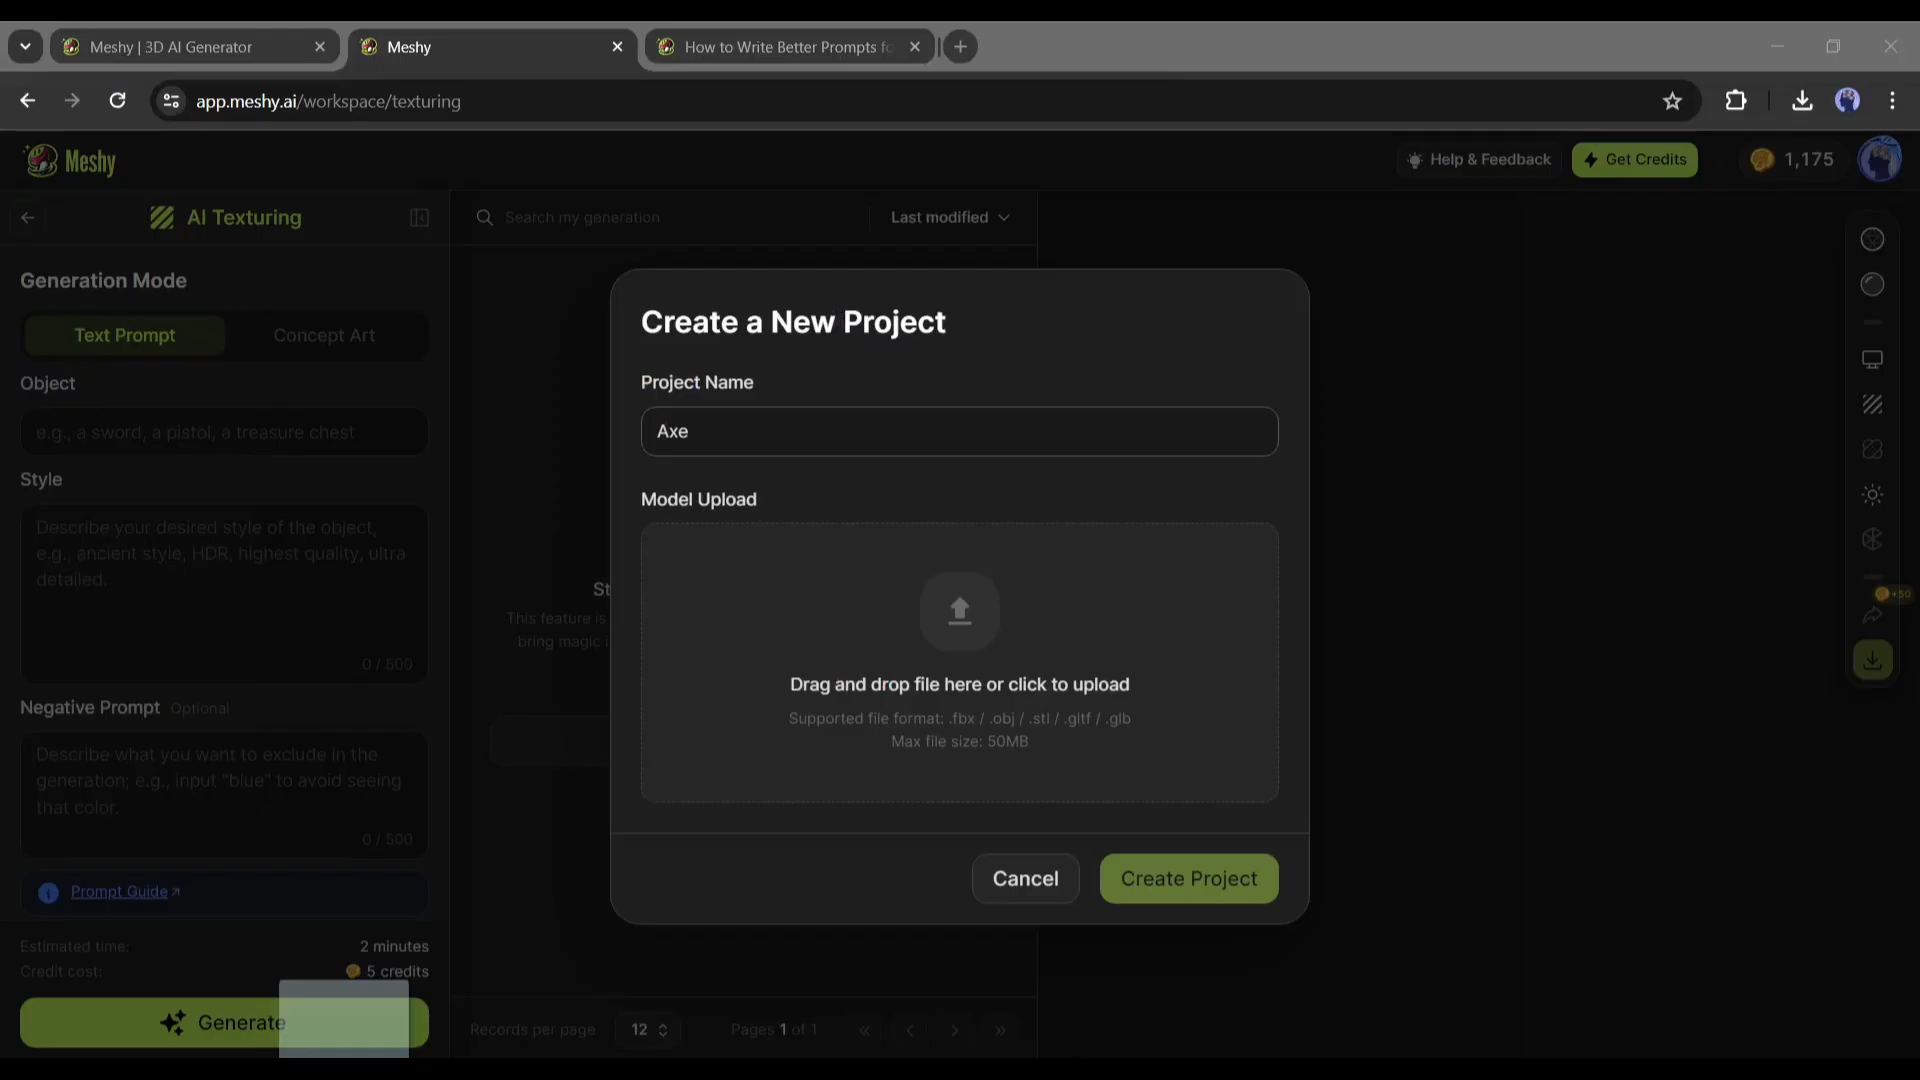 Meshy | 3D AI Generator
Meshy
How to Write Better Prompts fo
app.meshy.ai/workspace/texturing
Meshy
Help & Feedback
Get Credits
1,175
AI Texturing
Search my generation
Last modified
Generation Mode
Text Prompt
Concept Art
Object
e.g., a sword, a pistol, a treasure chest
Style
Describe your desired style of the object,
e.g., ancient style, HDR, highest quality, ultra
detailed.
0 / 500
Negative Prompt Optional
Describe what you want to exclude in the
generation; e.g., input "blue" to avoid seeing
that color.
0 / 500
Prompt Guide
Estimated time:
2 minutes
Credit cost:
5 credits
Generate
St
This feature is
bring magic i
Create a New Project
Project Name
Axe
Model Upload
Drag and drop file here or click to upload
Supported file format: .fbx / .obj / .stl / .gltf / .glb
Max file size: 50MB
Cancel
Create Project
Records per page
12
Pages 1 of 1
+50